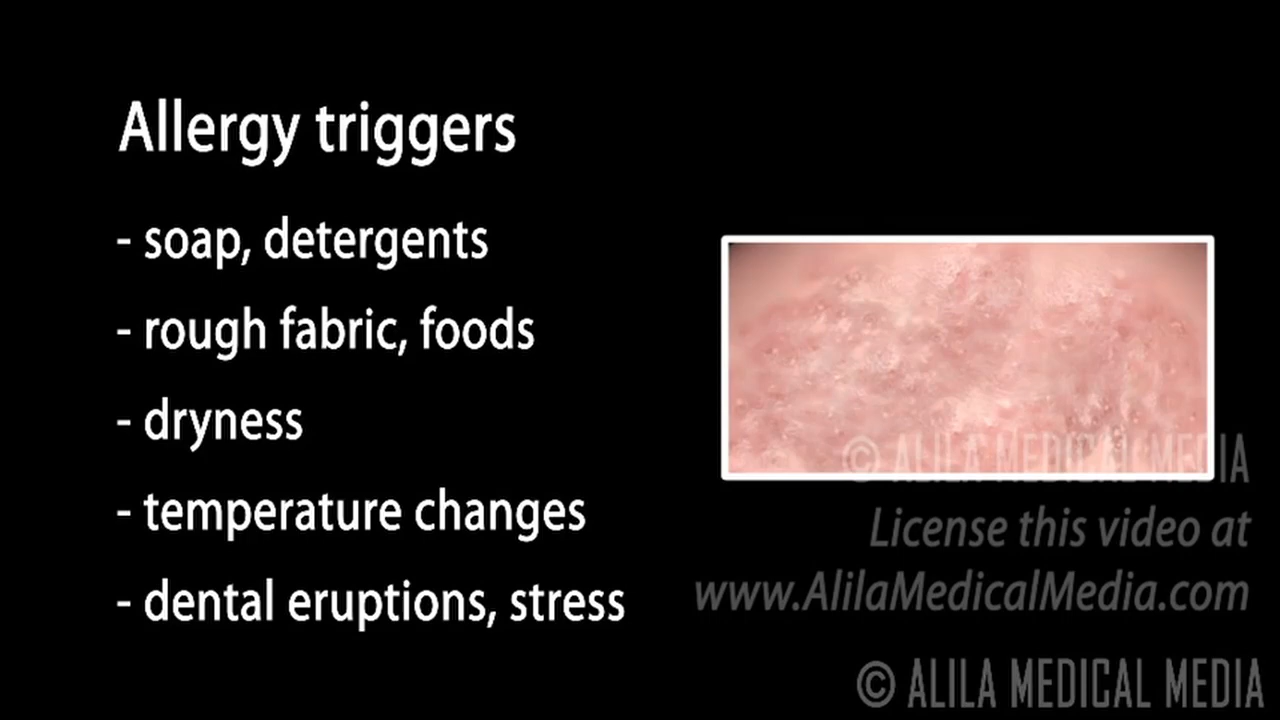 Allergy triggers
- soap, detergents
- rough fabric, foods
- dryness
- temperature changes
- dental eruptions, stress
© ALILA MEDICAL MEDIA
License this video at
www.AlilaMedicalMedia.com
© ALILA MEDICAL MEDIA